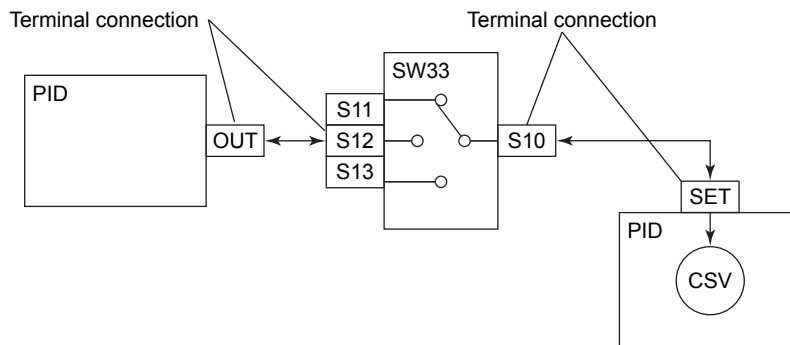 Terminal connection
Terminal connection
PID
SW33
S11
OUT
S12
S10
S13
SET
PID
CSV